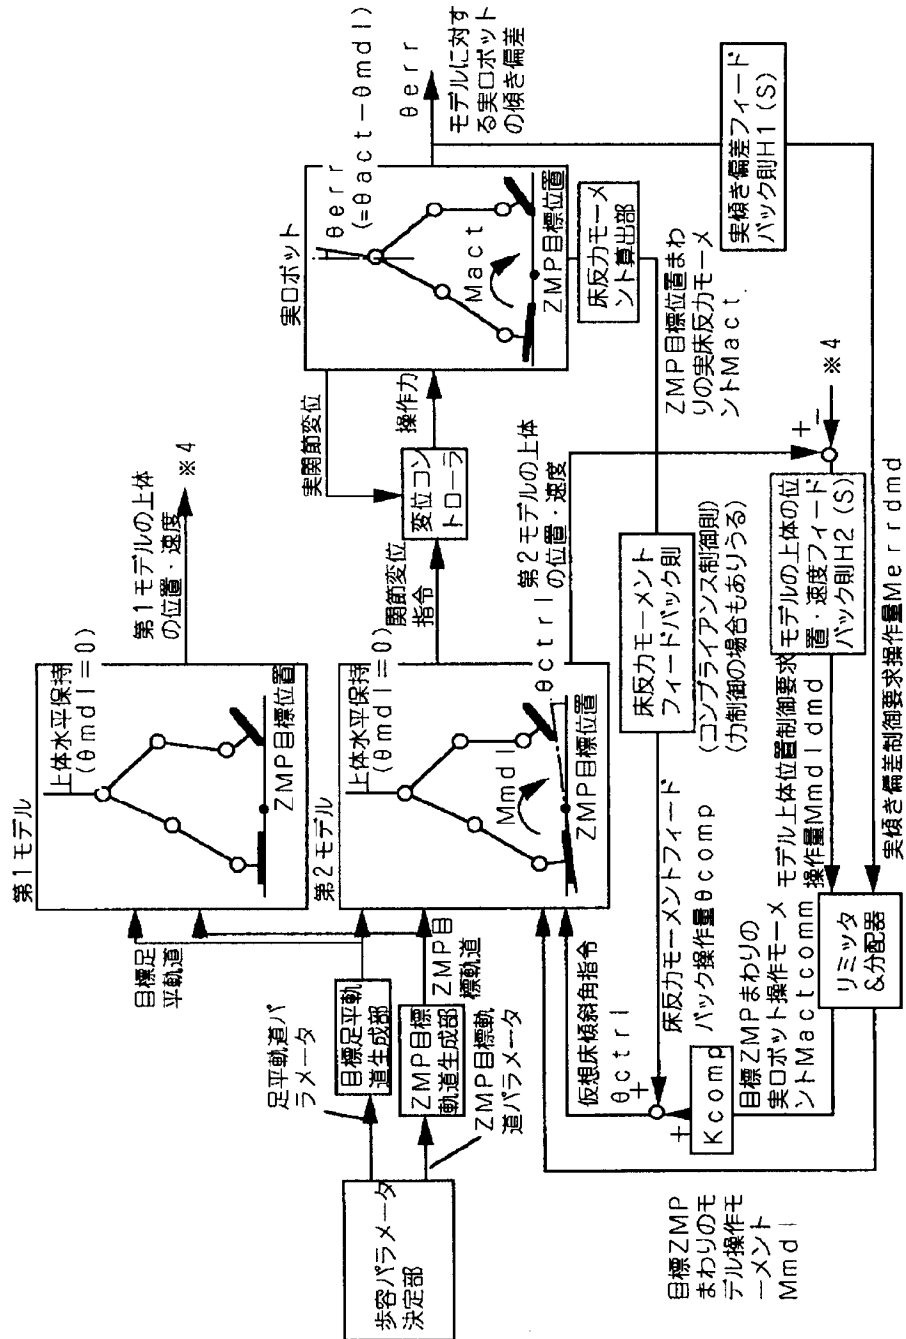 歩容パラメータ
決定部
足平軌道パ
ラメータ
目標足平軌
道生成部
ZMP目標
軌道生成部
ZMP目標軌
道パラメータ
目標足
平軌道
ZMP目
標軌道
第1モデル
上体水平保持
(θmdl=0)
ZMP目標位置
第1モデルの上体
の位置・速度
※4
第2モデル
上体水平保持
(θmdl=0)
Mmdl
θctrl
ZMP目標位置
関節変位
指令
変位コン
トローラ
実関節変位
操作力
第2モデルの上体
の位置・速度
実ロボット
θerr
(=θact-θmdl)
Mact
ZMP目標位置
θerr
モデルに対す
る実ロボット
の傾き偏差
床反力モーメ
ント算出部
ZMP目標位置まわ
りの実床反力モーメ
ントMact
実傾き偏差フィード
バック則H1(S)
仮想床傾斜角指令
θctrl
+
+
Kcomp
床反力モーメントフィード
バック操作量θcomp
床反力モーメント
フィードバック則
(コンプライアンス制御則)
(力制御の場合もありうる)
+
-
※4
モデルの上体の位
置・速度フィード
バック則H2(S)
モデル上体位置制御要求
操作量Mmdldmd
実傾き偏差制御要求操作量Merrdmd
リミッタ
&分配器
目標ZMPまわりの
実ロボット操作モーメ
ントMactcomm
目標ZMP
まわりのモ
デル操作モ
ーメント
Mmdl